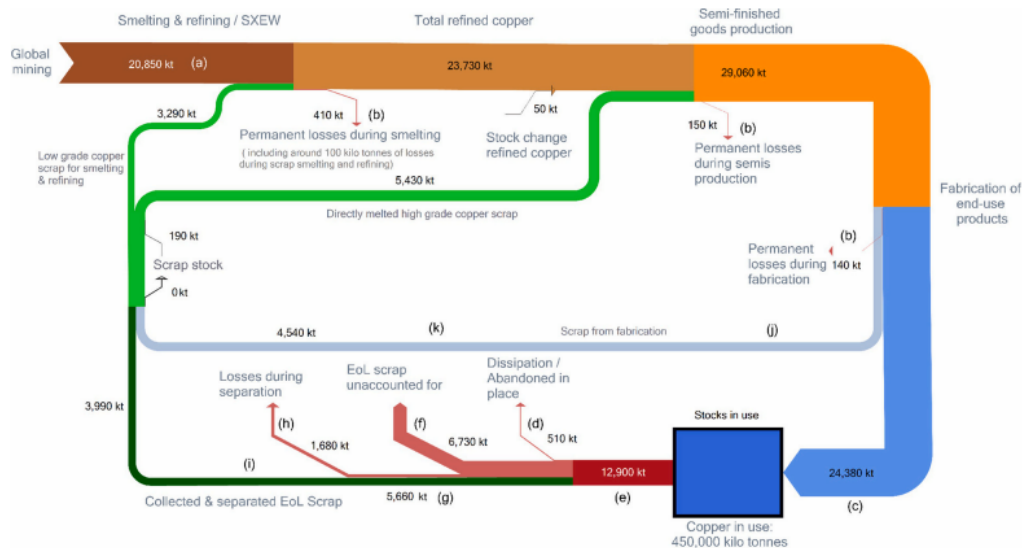 Smelting & refining / SXEW
Total refined copper
Semi-finished
goods production
Global
mining
20,850 kt (a)
23,730 kt
29,060 kt
3,290 kt
410 kt (b)
Permanent losses during smelting
( including around 100 kilo tonnes of losses
during scrap smelting and refining)
50 kt
Stock change
refined copper
150 kt (b)
Permanent losses
during semis
production
Low grade copper
scrap for smelting
& refining
5,430 kt
Directly melted high grade copper scrap
Fabrication of
end-use
products
190 kt
Scrap stock
0kt
(b)
Permanent
losses during
fabrication
140 kt
4,540 kt
(k)
Scrap from fabrication
(j)
Losses during
separation
EoL scrap
unaccounted for
Dissipation /
Abandoned in
place
3,990 kt
(h)
(f)
(d)
1,680 kt
6,730 kt
510 kt
Stocks in use
(i)
12,900 kt
24,380 kt
Collected & separated EoL Scrap
5,660 kt (g)
(e)
(c)
Copper in use:
450,000 kilo tonnes